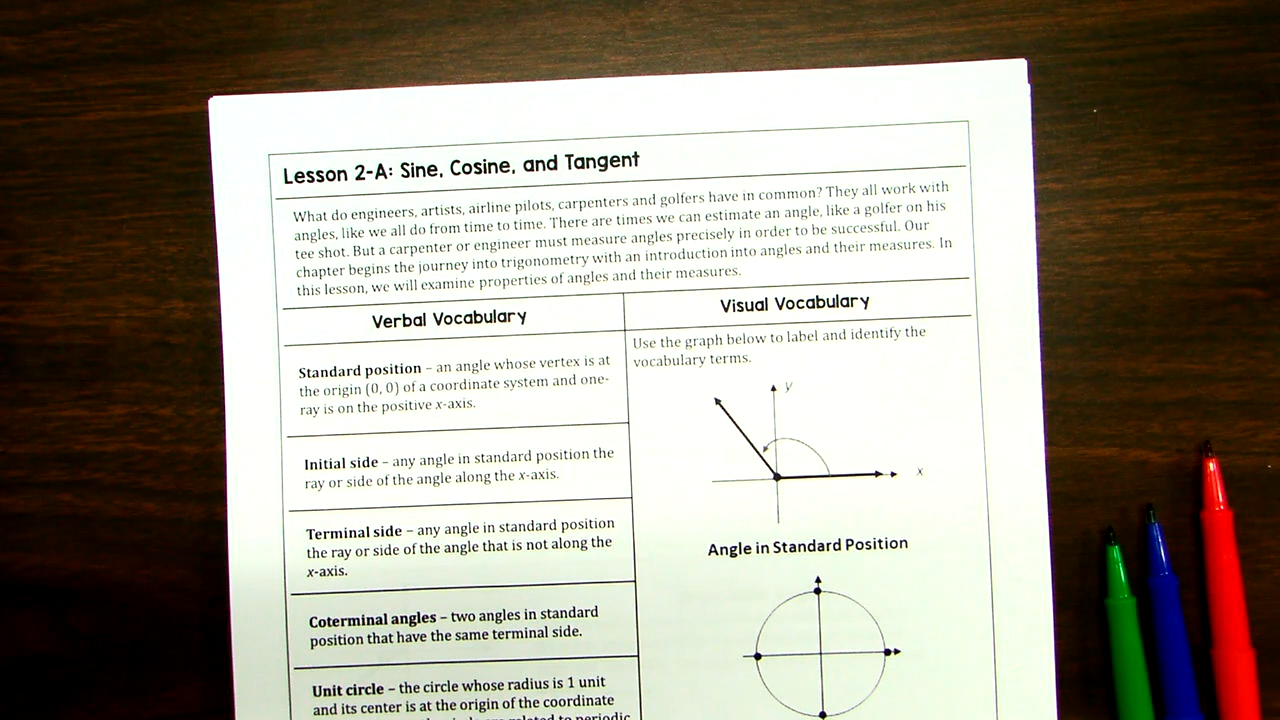 Lesson 2-A: Sine, Cosine, and Tangent
What do engineers, artists, airline pilots, carpenters and golfers have in common? They all work with
angles, like we all do from time to time. There are times we can estimate an angle, like a golfer on his
tee shot. But a carpenter or engineer must measure angles precisely in order to be successful. Our
chapter begins the journey into trigonometry with an introduction into angles and their measures. In
this lesson, we will examine properties of angles and their measures.
Verbal Vocabulary
Standard position – an angle whose vertex is at
the origin (0, 0) of a coordinate system and one-
ray is on the positive x-axis.
Initial side – any angle in standard position the
ray or side of the angle along the x-axis.
Terminal side – any angle in standard position
the ray or side of the angle that is not along the
x-axis.
Coterminal angles – two angles in standard
position that have the same terminal side.
Unit circle – the circle whose radius is 1 unit
and its center is at the origin of the coordinate
related to periodic
Visual Vocabulary
Use the graph below to label and identify the
vocabulary terms.
y
x
Angle in Standard Position